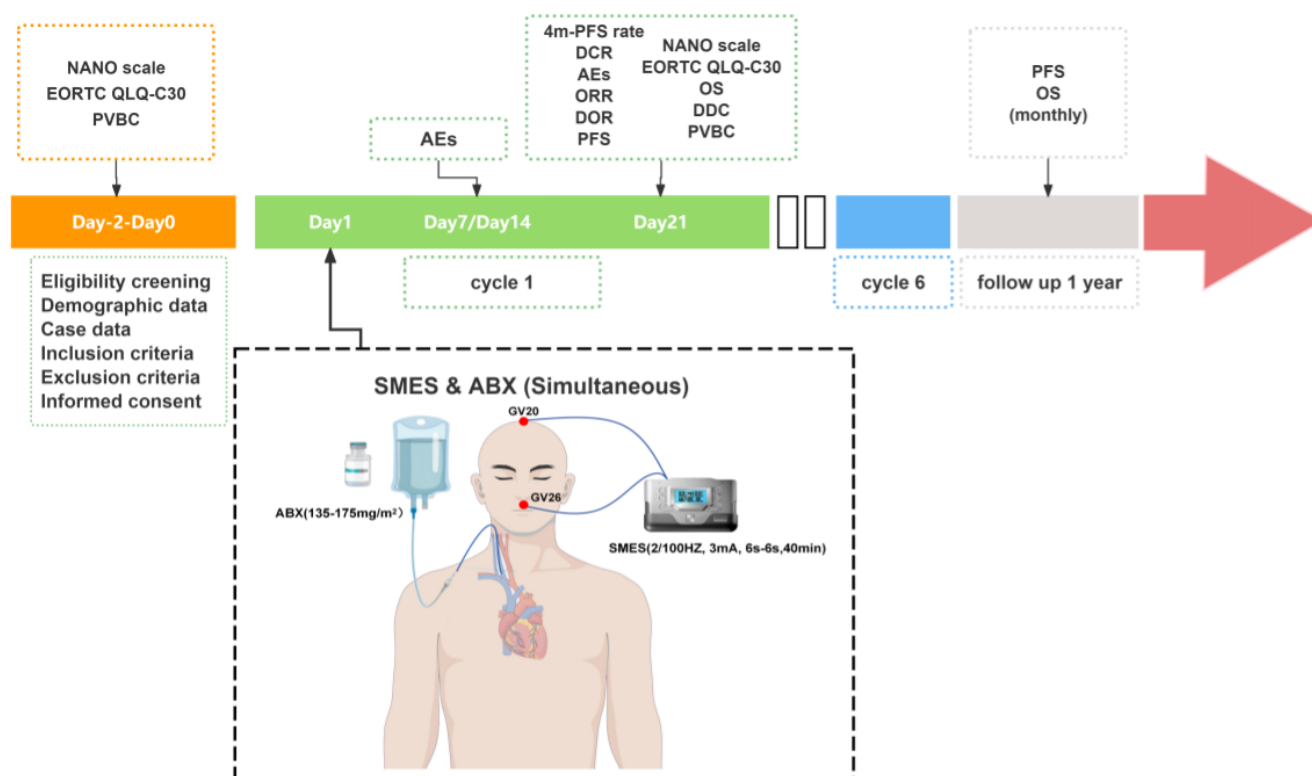 NANO scale
EORTC QLQ-C30
PVBC
AEs
4m-PFS rate
DCR
AEs
ORR
DOR
PFS
NANO scale
EORTC QLQ-C30
OS
DDC
PVBC
PFS
OS
(monthly)
Day-2-Day0
Day1
Day7/Day14
Day21
cycle 1
cycle 6
follow up 1 year
Eligibility creening
Demographic data
Case data
Inclusion criteria
Exclusion criteria
Informed consent
SMES & ABX (Simultaneous)
GV20
GV26
ABX(135-175mg/m²)
SMES(2/100HZ, 3mA, 6s-6s,40min)